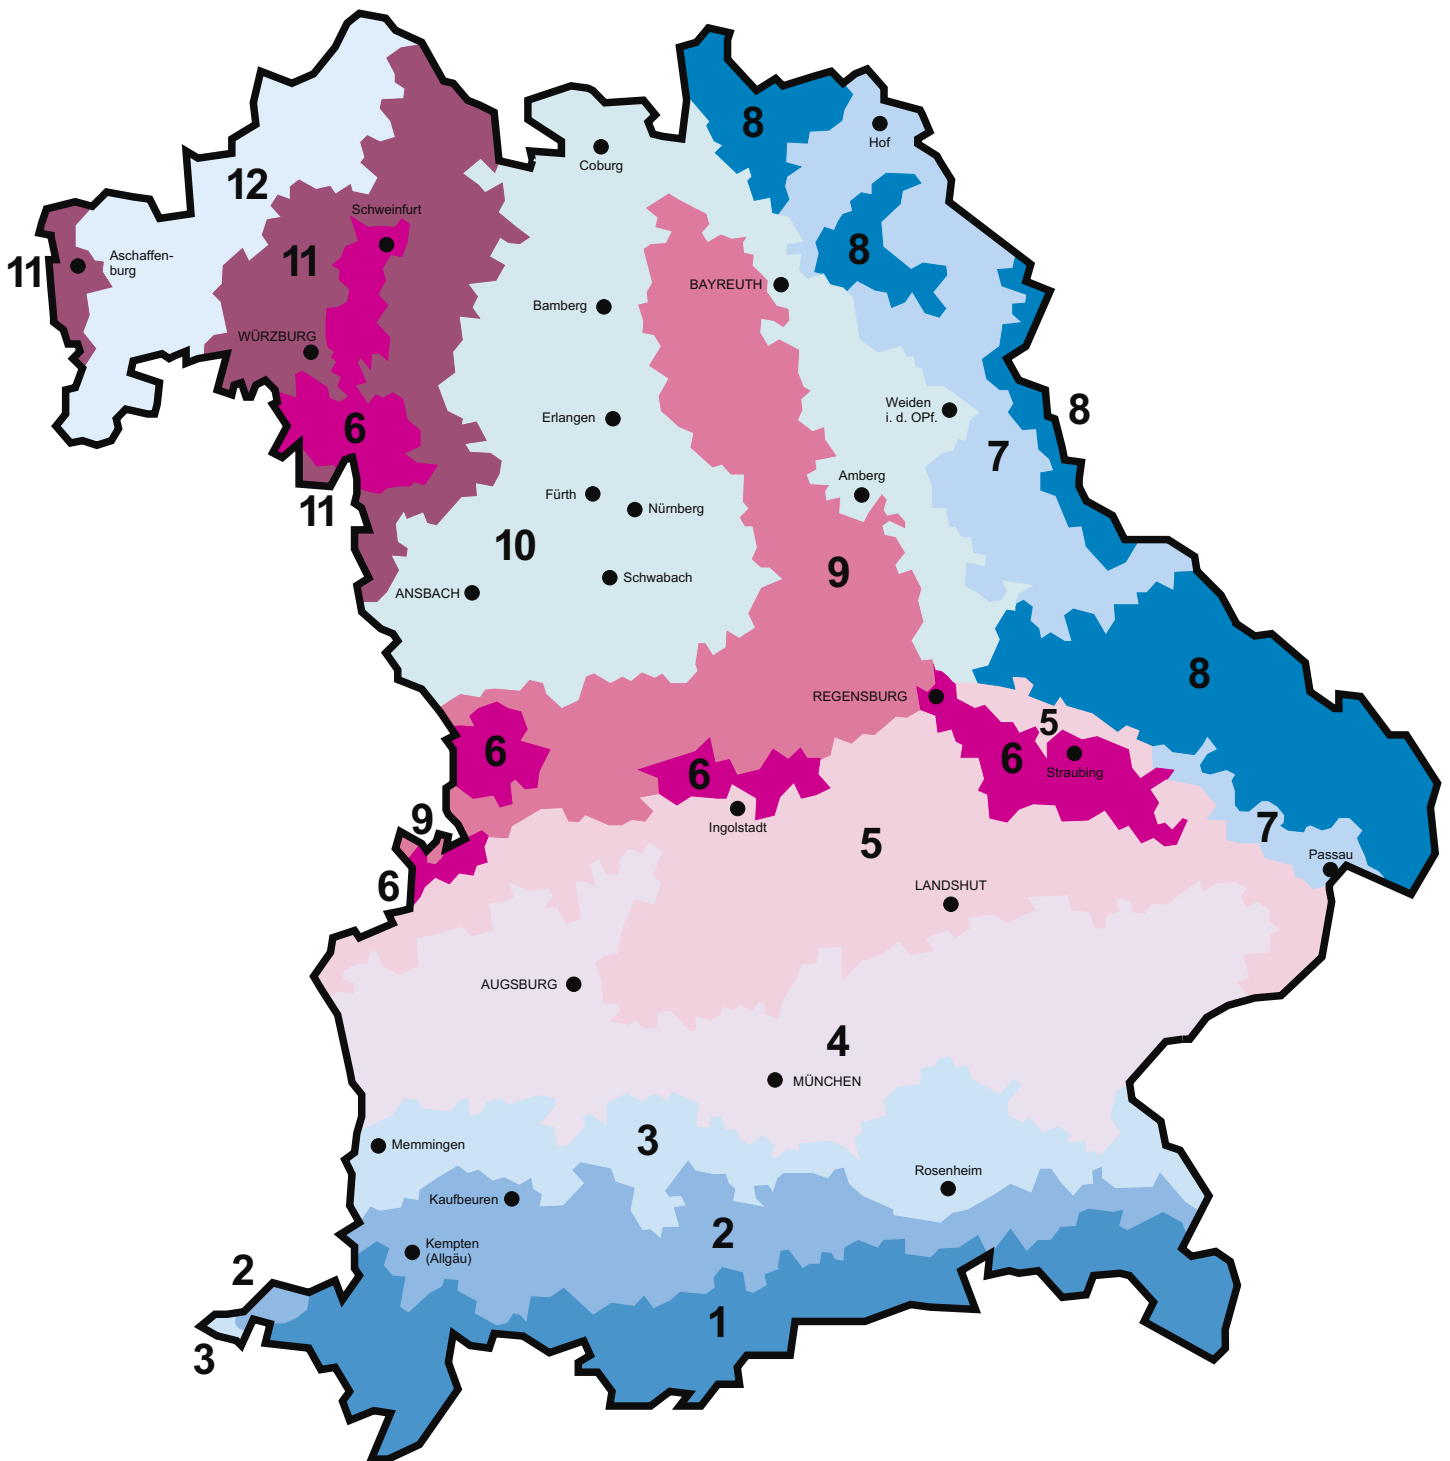 8
Hof
Coburg
12
Schweinfurt
8
11
11
Aschaffen-
burg
BAYREUTH
Bamberg
WÜRZBURG
Weiden
i. d. OPf.
8
Erlangen
6
7
Amberg
Fürth
Nürnberg
11
10
9
Schwabach
ANSBACH
8
REGENSBURG
5
6
6
6
Straubing
9
Ingolstadt
7
5
Passau
6
LANDSHUT
AUGSBURG
4
MÜNCHEN
3
Memmingen
Rosenheim
Kaufbeuren
2
Kempten
(Allgäu)
2
1
3